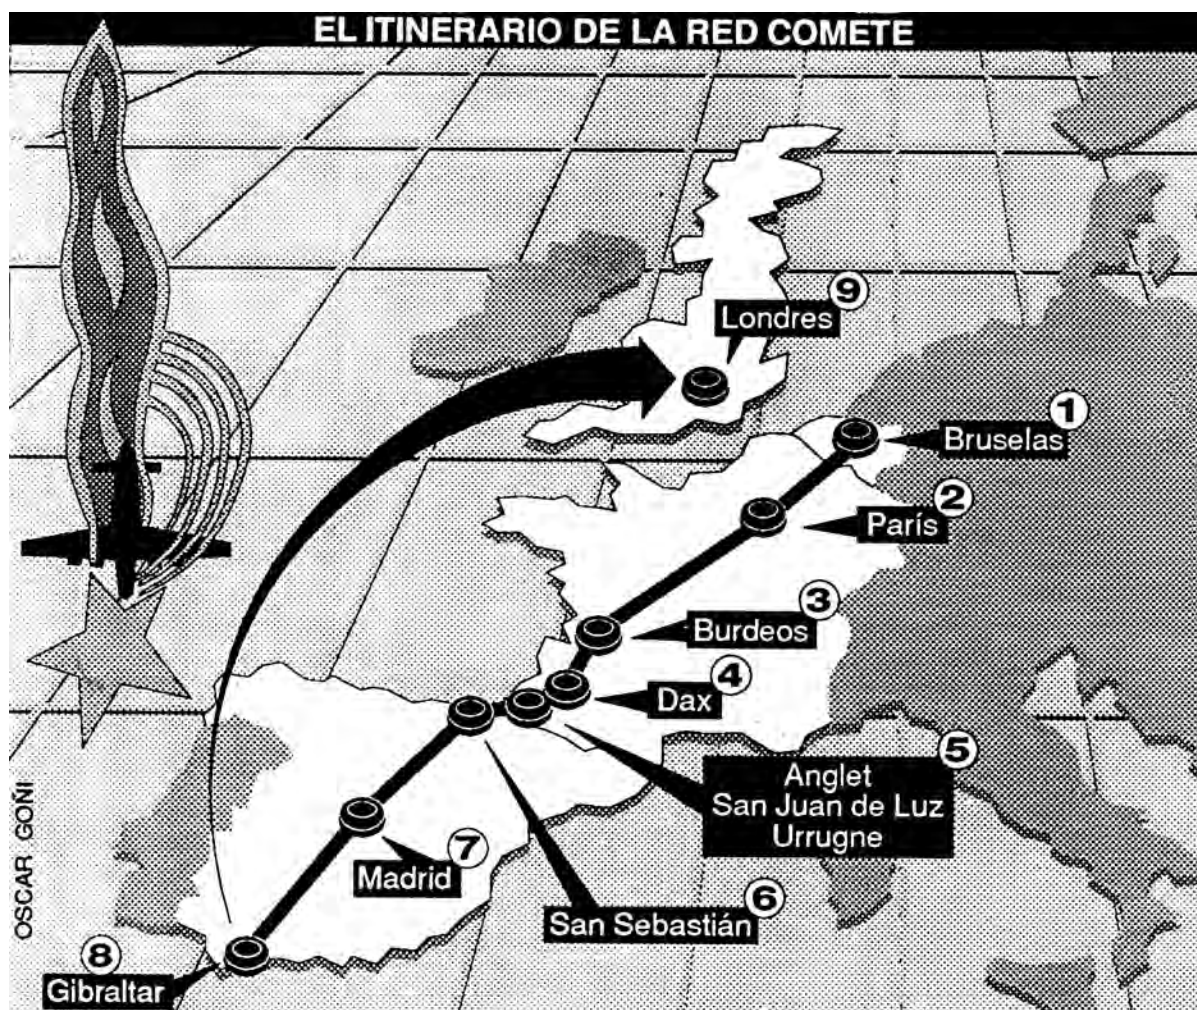 EL ITINERARIO DE LA RED COMETE
9
Londres
1
Bruselas
2
París
3
Burdeos
4
Dax
5
Anglet
San Juan de Luz
Urrugne
6
San Sebastián
7
Madrid
8
Gibraltar
OSCAR GOÑI